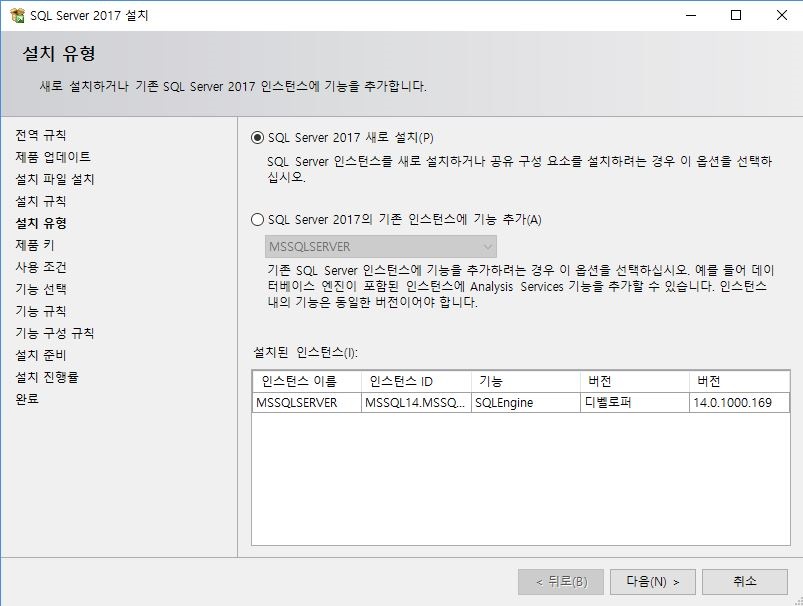 SQL Server 2017 설치
설치 유형
새로 설치하거나 기존 SQL Server 2017 인스턴스에 기능을 추가합니다.
전역 규칙
제품 업데이트
설치 파일 설치
설치 규칙
설치 유형
제품 키
사용 조건
기능 선택
기능 규칙
기능 구성 규칙
설치 준비
설치 진행률
완료
SQL Server 2017 새로 설치(P)
SQL Server 인스턴스를 새로 설치하거나 공유 구성 요소를 설치하려는 경우 이 옵션을 선택하
십시오.
SQL Server 2017의 기존 인스턴스에 기능 추가(A)
MSSQLSERVER
기존 SQL Server 인스턴스에 기능을 추가하려는 경우 이 옵션을 선택하십시오. 예를 들어 데이
터베이스 엔진이 포함된 인스턴스에 Analysis Services 기능을 추가할 수 있습니다. 인스턴스
내의 기능은 동일한 버전이어야 합니다.
설치된 인스턴스(I):
인스턴스 이름 인스턴스 ID 기능 버전 버전
MSSQLSERVER MSSQL14.MSSQ... SQLEngine 디벨로퍼 14.0.1000.169
< 뒤로(B) 다음(N) > 취소